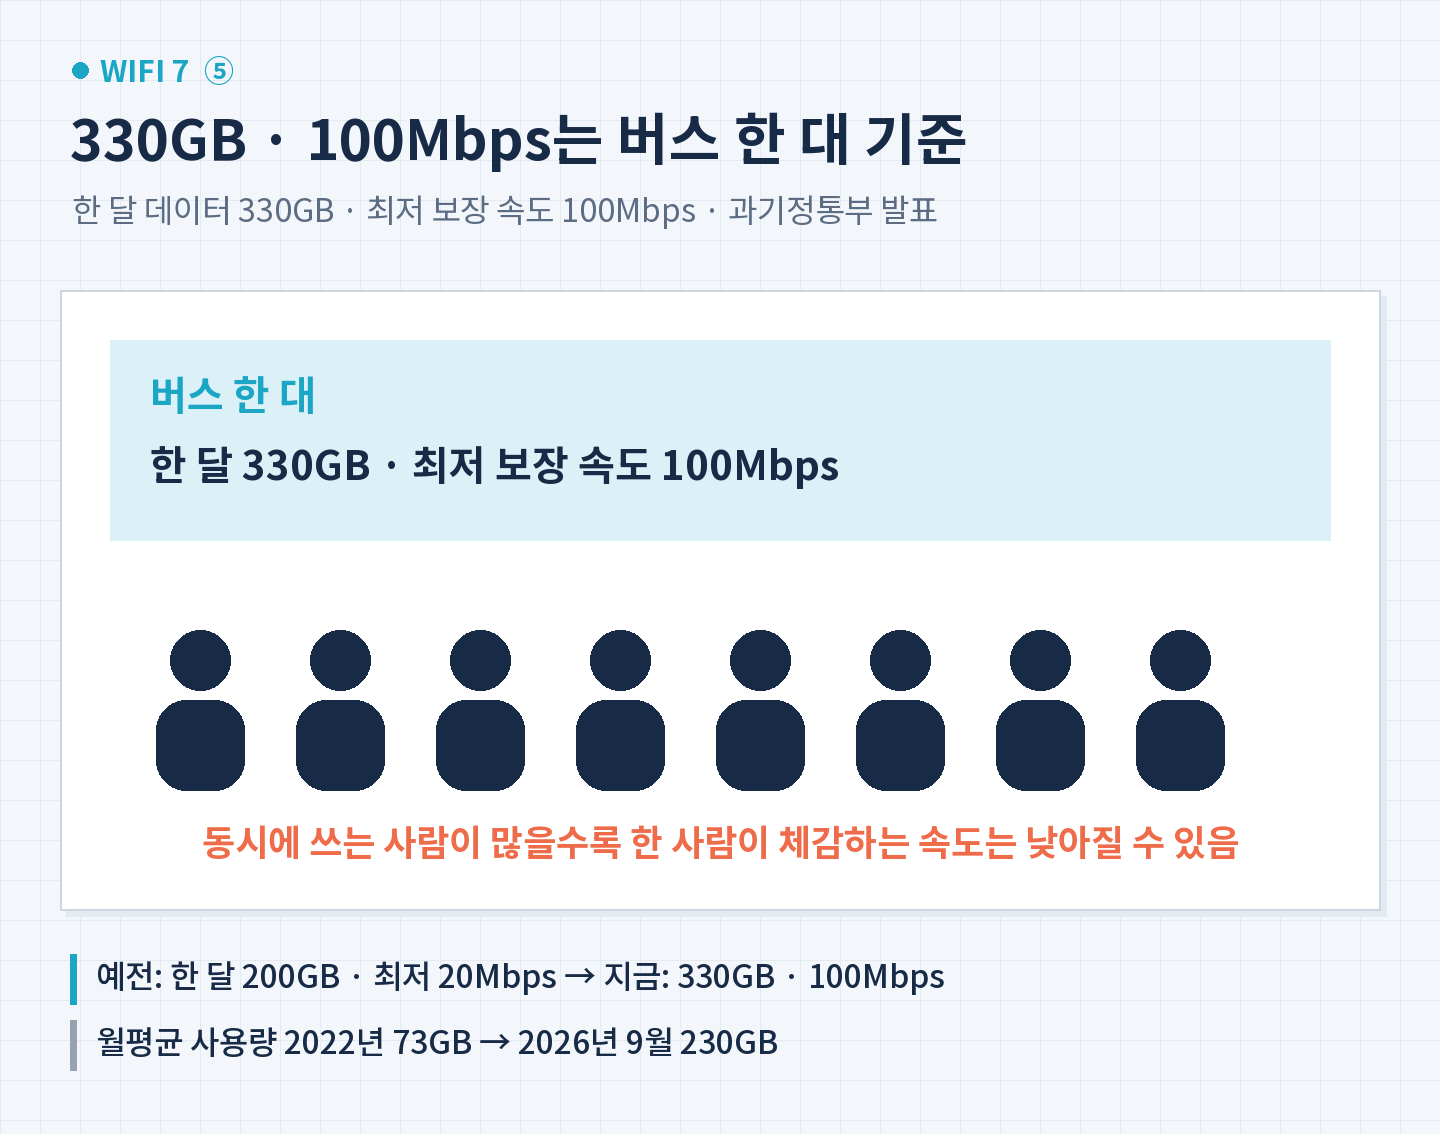 WIFI 7 ⑤
330GB · 100Mbps는 버스 한 대 기준
한 달 데이터 330GB · 최저 보장 속도 100Mbps · 과기정통부 발표
버스 한 대
한 달 330GB · 최저 보장 속도 100Mbps
동시에 쓰는 사람이 많을수록 한 사람이 체감하는 속도는 낮아질 수 있음
예전: 한 달 200GB · 최저 20Mbps → 지금: 330GB · 100Mbps
월평균 사용량 2022년 73GB → 2026년 9월 230GB